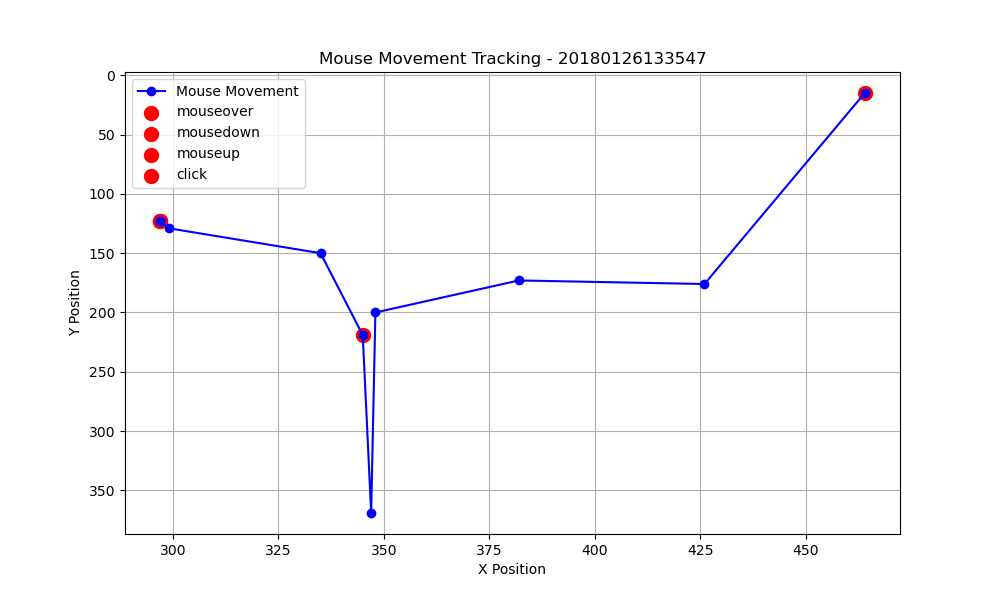 Mouse Movement Tracking - 20180126133547
Mouse Movement
mouseover
mousedown
mouseup
click
0
50
100
150
200
250
300
350
Y Position
300
325
350
375
400
425
450
X Position